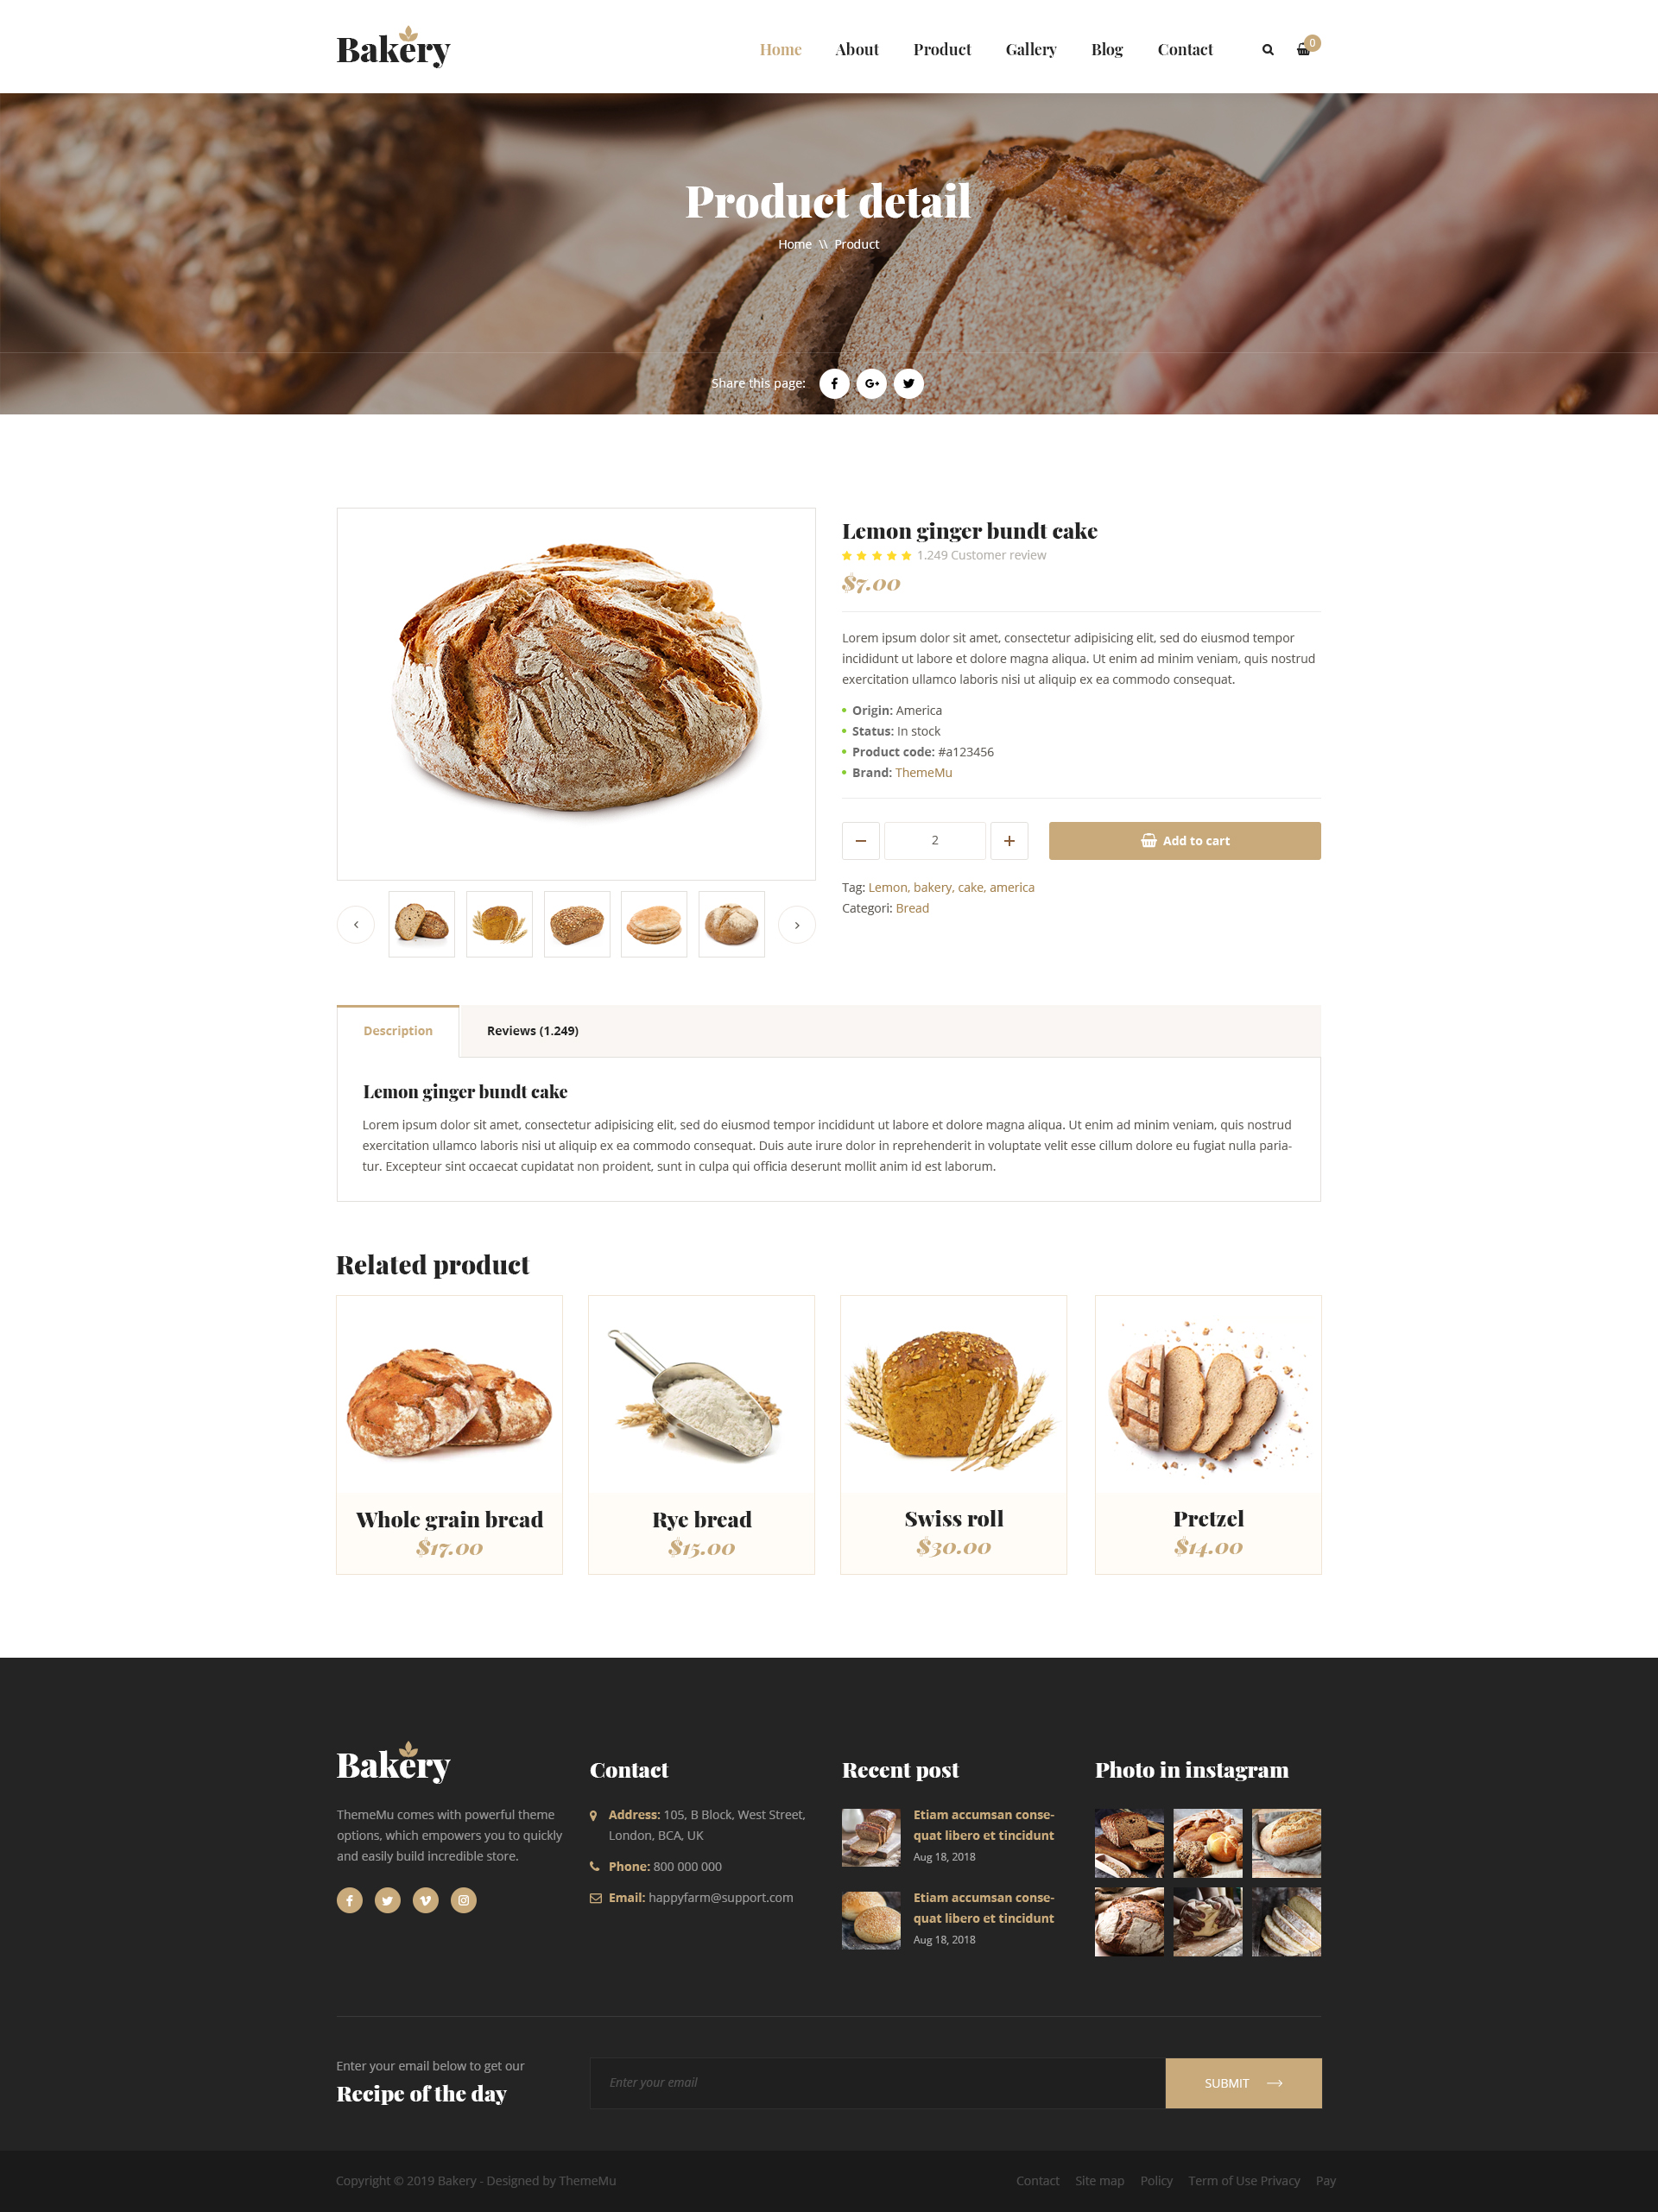 Bakery
Home About Product Gallery Blog Contact 0
Product detail
Home \\ Product
Share this page:
Lemon ginger bundt cake
1.249 Customer review
$7.00
Lorem ipsum dolor sit amet, consectetur adipisicing elit, sed do eiusmod tempor
incididunt ut labore et dolore magna aliqua. Ut enim ad minim veniam, quis nostrud
exercitation ullamco laboris nisi ut aliquip ex ea commodo consequat.
Origin: America
Status: In stock
Product code: #a123456
Brand: ThemeMu
2
Add to cart
Tag: Lemon, bakery, cake, america
Categori: Bread
Description Reviews (1.249)
Lemon ginger bundt cake
Lorem ipsum dolor sit amet, consectetur adipisicing elit, sed do eiusmod tempor incididunt ut labore et dolore magna aliqua. Ut enim ad minim veniam, quis nostrud
exercitation ullamco laboris nisi ut aliquip ex ea commodo consequat. Duis aute irure dolor in reprehenderit in voluptate velit esse cillum dolore eu fugiat nulla paria-
tur. Excepteur sint occaecat cupidatat non proident, sunt in culpa qui officia deserunt mollit anim id est laborum.
Related product
Whole grain bread
$17.00
Rye bread
$15.00
Swiss roll
$30.00
Pretzel
$14.00
Bakery
ThemeMu comes with powerful theme
options, which empowers you to quickly
and easily build incredible store.
Contact
Address: 105, B Block, West Street,
London, BCA, UK
Phone: 800 000 000
Email: happyfarm@support.com
Recent post
Etiam accumsan conse-
quat libero et tincidunt
Aug 18, 2018
Etiam accumsan conse-
quat libero et tincidunt
Aug 18, 2018
Photo in instagram
Enter your email below to get our
Recipe of the day
Enter your email
SUBMIT
Copyright © 2019 Bakery - Designed by ThemeMu
Contact Site map Policy Term of Use Privacy Pay